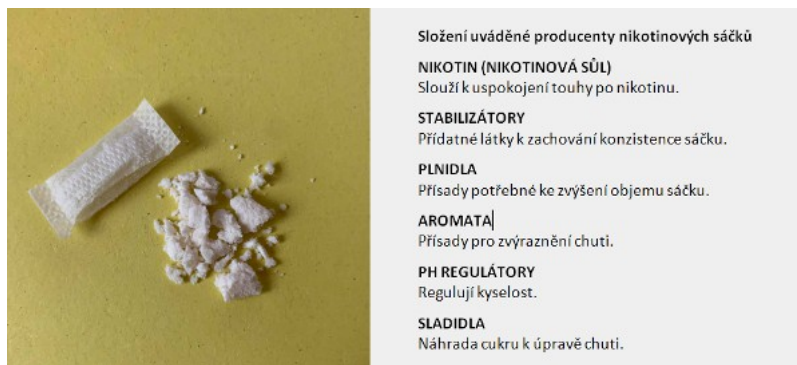 Složení uváděné producenty nikotinových sáčků
NIKOTIN (NIKOTINOVÁ SŮL)
Slouží k uspokojení touhy po nikotinu.
STABILIZÁTORY
Přídatné látky k zachování konzistence sáčku.
PLNIDLA
Přísady potřebné ke zvýšení objemu sáčku.
AROMATA
Přísady pro zvýraznění chuti.
PH REGULÁTORY
Regulují kyselost.
SLADIDLA
Náhrada cukru k úpravě chuti.